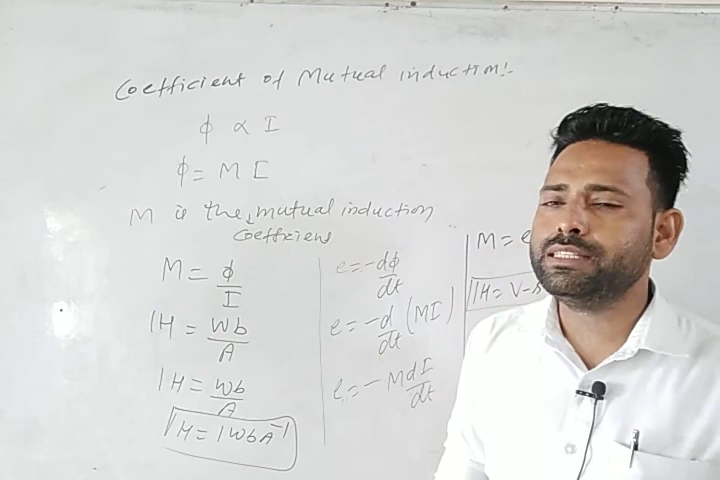 Coefficient of Mutual induction:-
ϕ ∝ I
ϕ = M I
M is the mutual induction
coefficient
M = ϕ/I
1H = Wb/A
1H = Wb/A
1H = 1WbA⁻¹
e = -dϕ/dt
e = -d/dt (MI)
e = -M dI/dt
M = e
1H = V-s